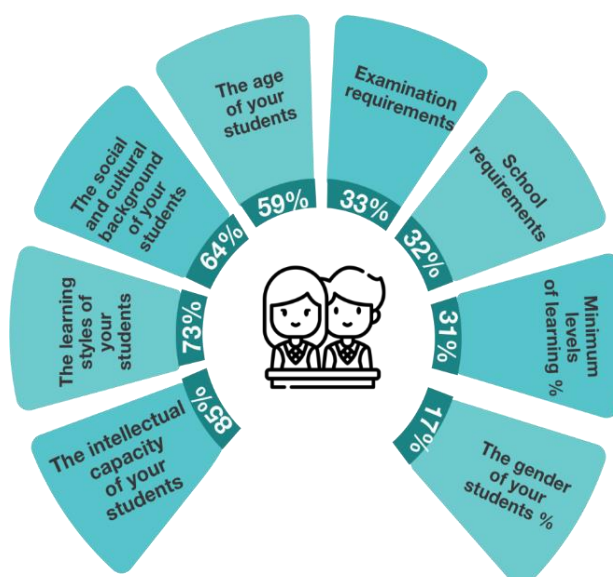 The intellectual
capacity
of your
students
85%
The learning
styles of
your
students
73%
The social
and cultural
background
of your
students
64%
The age
of your
students
59%
Examination
requirements
33%
School
requirements
32%
Minimum
levels
of learning %
31%
The gender
of your
students %
17%